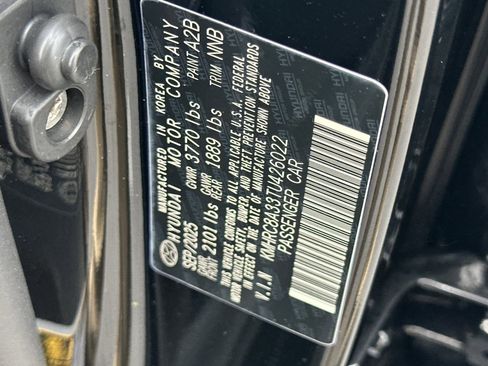 MANUFACTURED IN KOREA BY
HYUNDAI MOTOR COMPANY
SEP 2025 GVWR 3770 lbs PAINT A2B
GAWR FRONT 2101 lbs GAWR REAR 1889 lbs TRIM NNB
THIS VEHICLE CONFORMS TO ALL APPLICABLE U.S.A. FEDERAL
MOTOR VEHICLE SAFETY, BUMPER, AND THEFT PREVENTION STANDARDS
IN EFFECT ON THE DATE OF MANUFACTURE SHOWN ABOVE
V.I.N KMHRC8A33TU426022
PASSENGER CAR
HYUNDAI